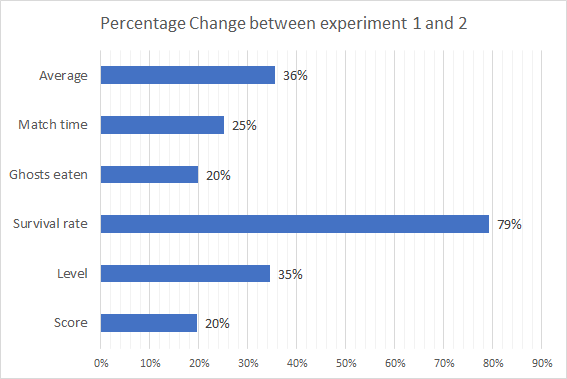 Percentage Change between experiment 1 and 2
Average
36%
Match time
25%
Ghosts eaten
20%
Survival rate
79%
Level
35%
Score
20%
0% 10% 20% 30% 40% 50% 60% 70% 80% 90%